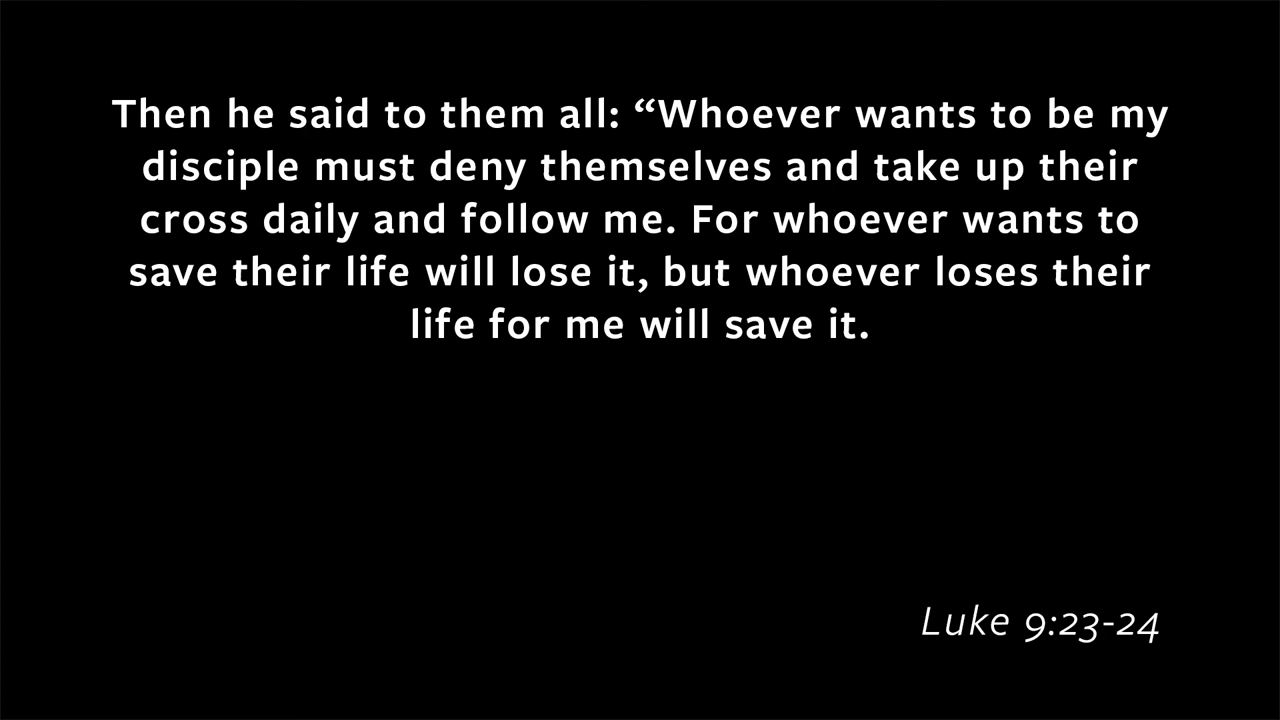 Then he said to them all: “Whoever wants to be my
disciple must deny themselves and take up their
cross daily and follow me. For whoever wants to
save their life will lose it, but whoever loses their
life for me will save it.
Luke 9:23-24